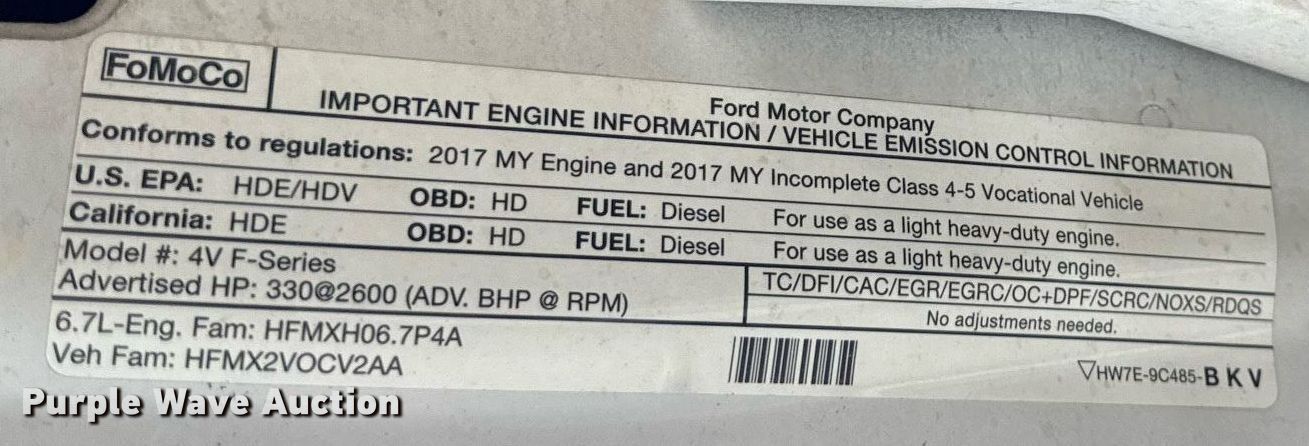 FoMoCo
Ford Motor Company
IMPORTANT ENGINE INFORMATION / VEHICLE EMISSION CONTROL INFORMATION
Conforms to regulations: 2017 MY Engine and 2017 MY Incomplete Class 4-5 Vocational Vehicle
U.S. EPA: HDE/HDV OBD: HD FUEL: Diesel For use as a light heavy-duty engine.
California: HDE OBD: HD FUEL: Diesel For use as a light heavy-duty engine.
Model #: 4V F-Series
Advertised HP: 330@2600 (ADV. BHP @ RPM)
TC/DFI/CAC/EGR/EGRC/OC+DPF/SCRC/NOXS/RDQS
No adjustments needed.
6.7L-Eng. Fam: HFMXH06.7P4A
Veh Fam: HFMX2VOCV2AA
▽HW7E-9C485-B K V
Purple Wave Auction